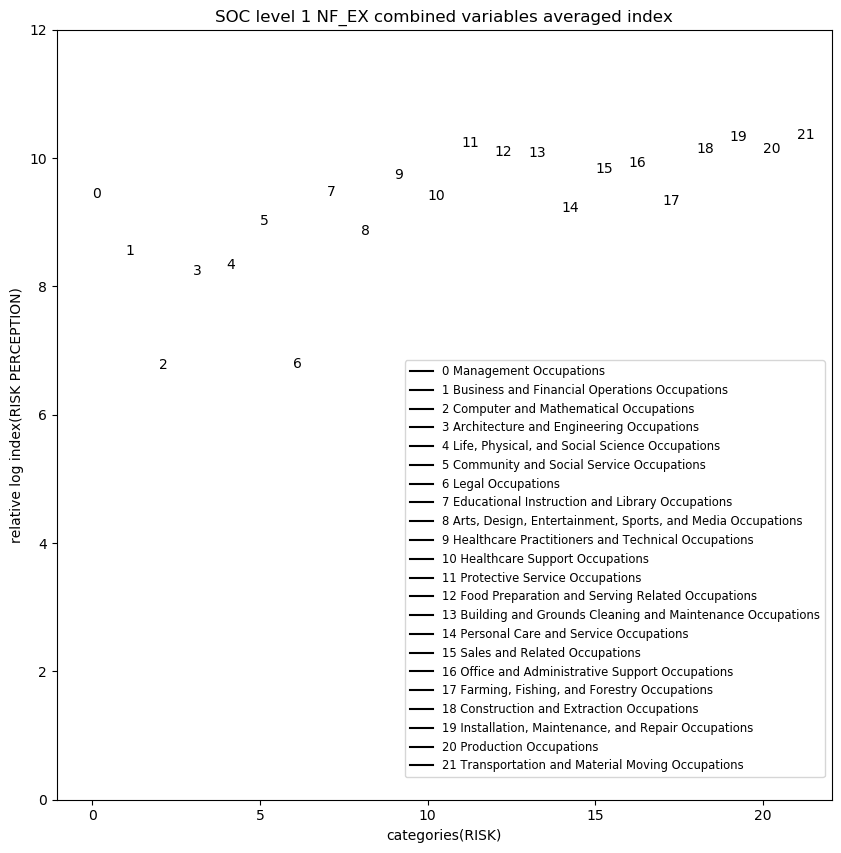 SOC level 1 NF_EX combined variables averaged index
12
10
8
6
4
2
0
relative log index(RISK PERCEPTION)
0
1
2
3
4
5
6
7
8
9
10
11
12
13
14
15
16
17
18
19
20
21
0 Management Occupations
1 Business and Financial Operations Occupations
2 Computer and Mathematical Occupations
3 Architecture and Engineering Occupations
4 Life, Physical, and Social Science Occupations
5 Community and Social Service Occupations
6 Legal Occupations
7 Educational Instruction and Library Occupations
8 Arts, Design, Entertainment, Sports, and Media Occupations
9 Healthcare Practitioners and Technical Occupations
10 Healthcare Support Occupations
11 Protective Service Occupations
12 Food Preparation and Serving Related Occupations
13 Building and Grounds Cleaning and Maintenance Occupations
14 Personal Care and Service Occupations
15 Sales and Related Occupations
16 Office and Administrative Support Occupations
17 Farming, Fishing, and Forestry Occupations
18 Construction and Extraction Occupations
19 Installation, Maintenance, and Repair Occupations
20 Production Occupations
21 Transportation and Material Moving Occupations
0 5 10 15 20
categories(RISK)